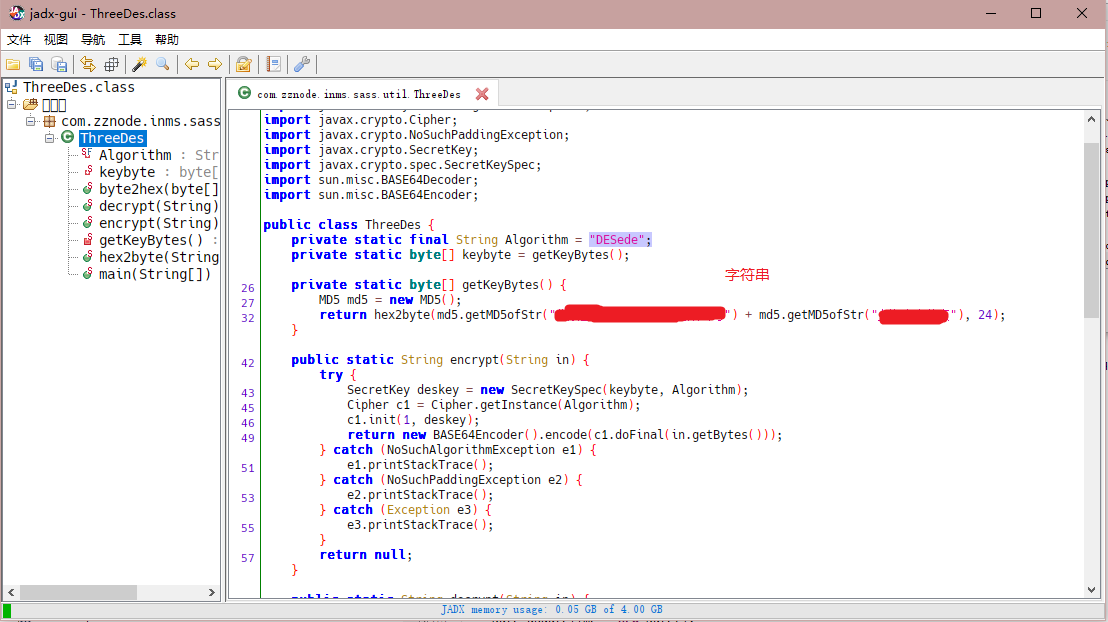 jadx-gui - ThreeDes.class
文件 视图 导航 工具 帮助
ThreeDes.class
com.zznode.inms.sass
ThreeDes
Algorithm : Str
keybyte : byte[
byte2hex(byte[]
decrypt(String)
encrypt(String)
getKeyBytes() :
hex2byte(String
main(String[])
com.zznode.inms.sass.util.ThreeDes
import javax.crypto.Cipher;
import javax.crypto.NoSuchPaddingException;
import javax.crypto.SecretKey;
import javax.crypto.spec.SecretKeySpec;
import sun.misc.BASE64Decoder;
import sun.misc.BASE64Encoder;
public class ThreeDes {
private static final String Algorithm = "DESede";
private static byte[] keybyte = getKeyBytes();
字符串
26 private static byte[] getKeyBytes() {
27 MD5 md5 = new MD5();
32 return hex2byte(md5.getMD5ofStr(" ") + md5.getMD5ofStr(" "), 24);
}
42 public static String encrypt(String in) {
try {
43 SecretKey deskey = new SecretKeySpec(keybyte, Algorithm);
45 Cipher c1 = Cipher.getInstance(Algorithm);
46 c1.init(1, deskey);
49 return new BASE64Encoder().encode(c1.doFinal(in.getBytes()));
} catch (NoSuchAlgorithmException e1) {
51 e1.printStackTrace();
} catch (NoSuchPaddingException e2) {
53 e2.printStackTrace();
} catch (Exception e3) {
55 e3.printStackTrace();
}
57 return null;
}
JADX memory usage: 0.05 GB of 4.00 GB